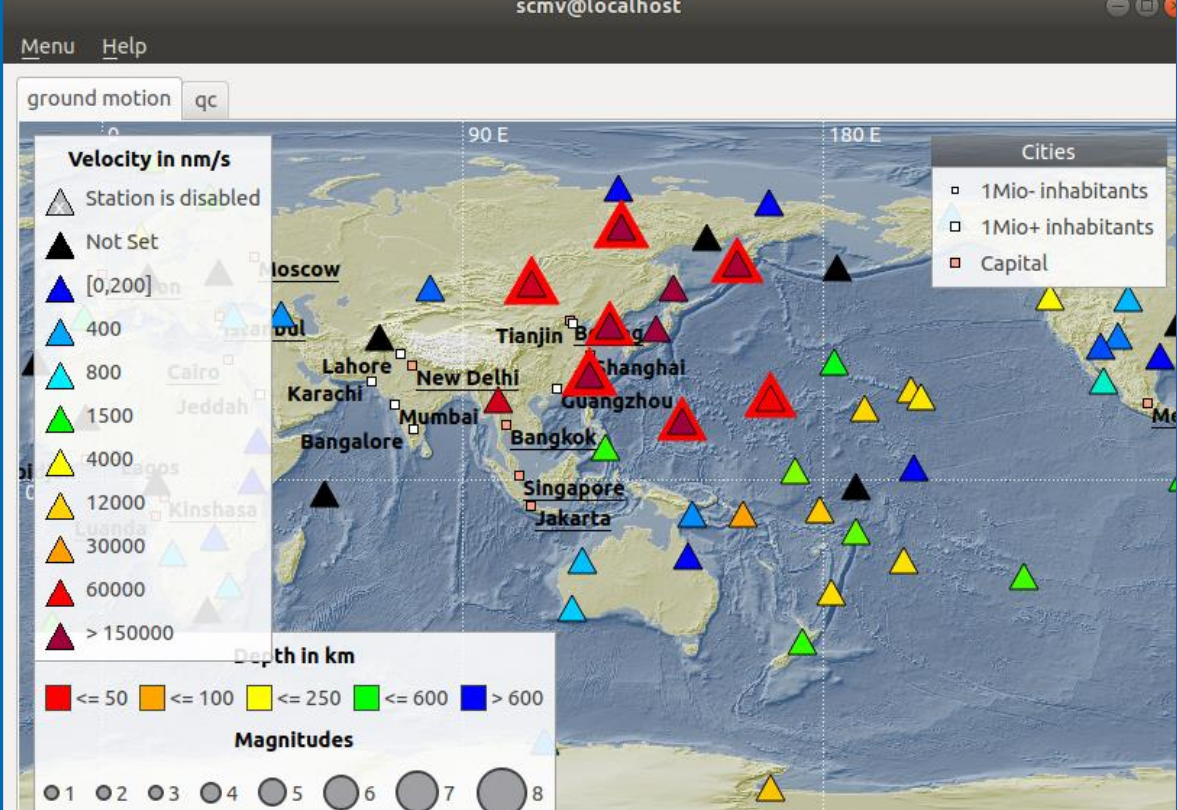 scmv@localhost
Menu Help
ground motion qc
0 90 E 180 E
Velocity in nm/s
Station is disabled
Not Set
[0,200]
400
800
1500
4000
12000
30000
60000
> 150000
Cities
1Mio- inhabitants
1Mio+ inhabitants
Capital
Moscow
Istanbul
Cairo
Jeddah
Lagos
Kinshasa
Luanda
Tianjin
Lahore
New Delhi
Shanghai
Karachi
Guangzhou
Mumbai
Bangalore
Bangkok
Singapore
Jakarta
Depth in km
<= 50 <= 100 <= 250 <= 600 > 600
Magnitudes
1 2 3 4 5 6 7 8